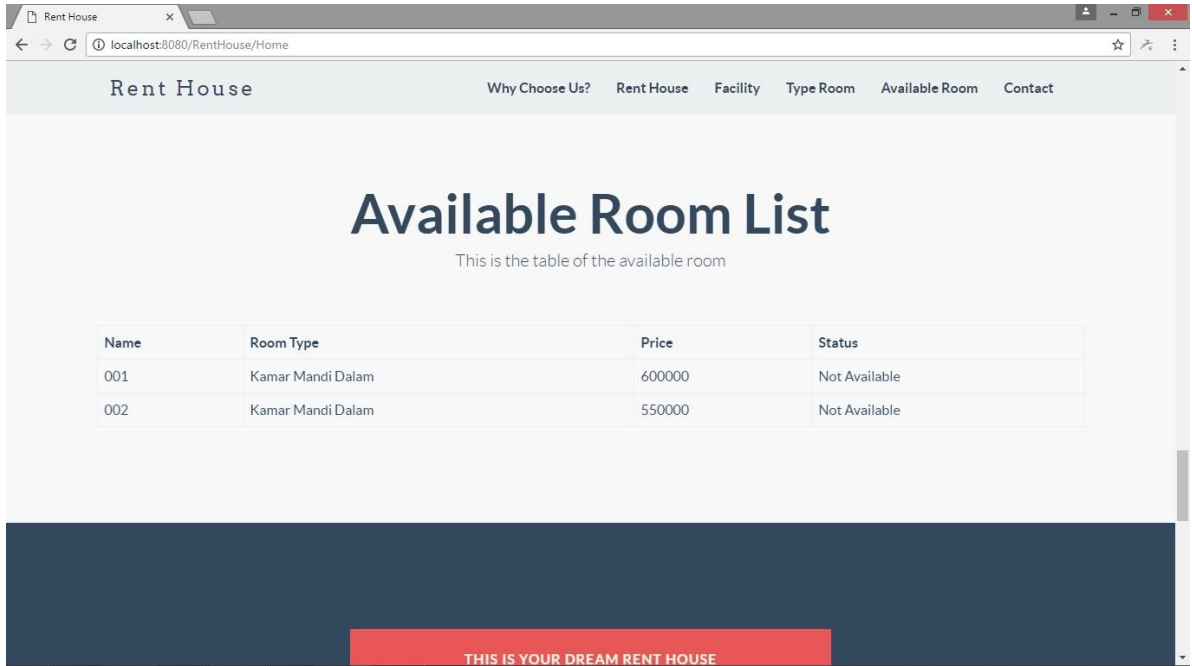 Rent House
localhost:8080/RentHouse/Home
Rent House Why Choose Us? Rent House Facility Type Room Available Room Contact
Available Room List
This is the table of the available room
Name Room Type Price Status
001 Kamar Mandi Dalam 600000 Not Available
002 Kamar Mandi Dalam 550000 Not Available
THIS IS YOUR DREAM RENT HOUSE